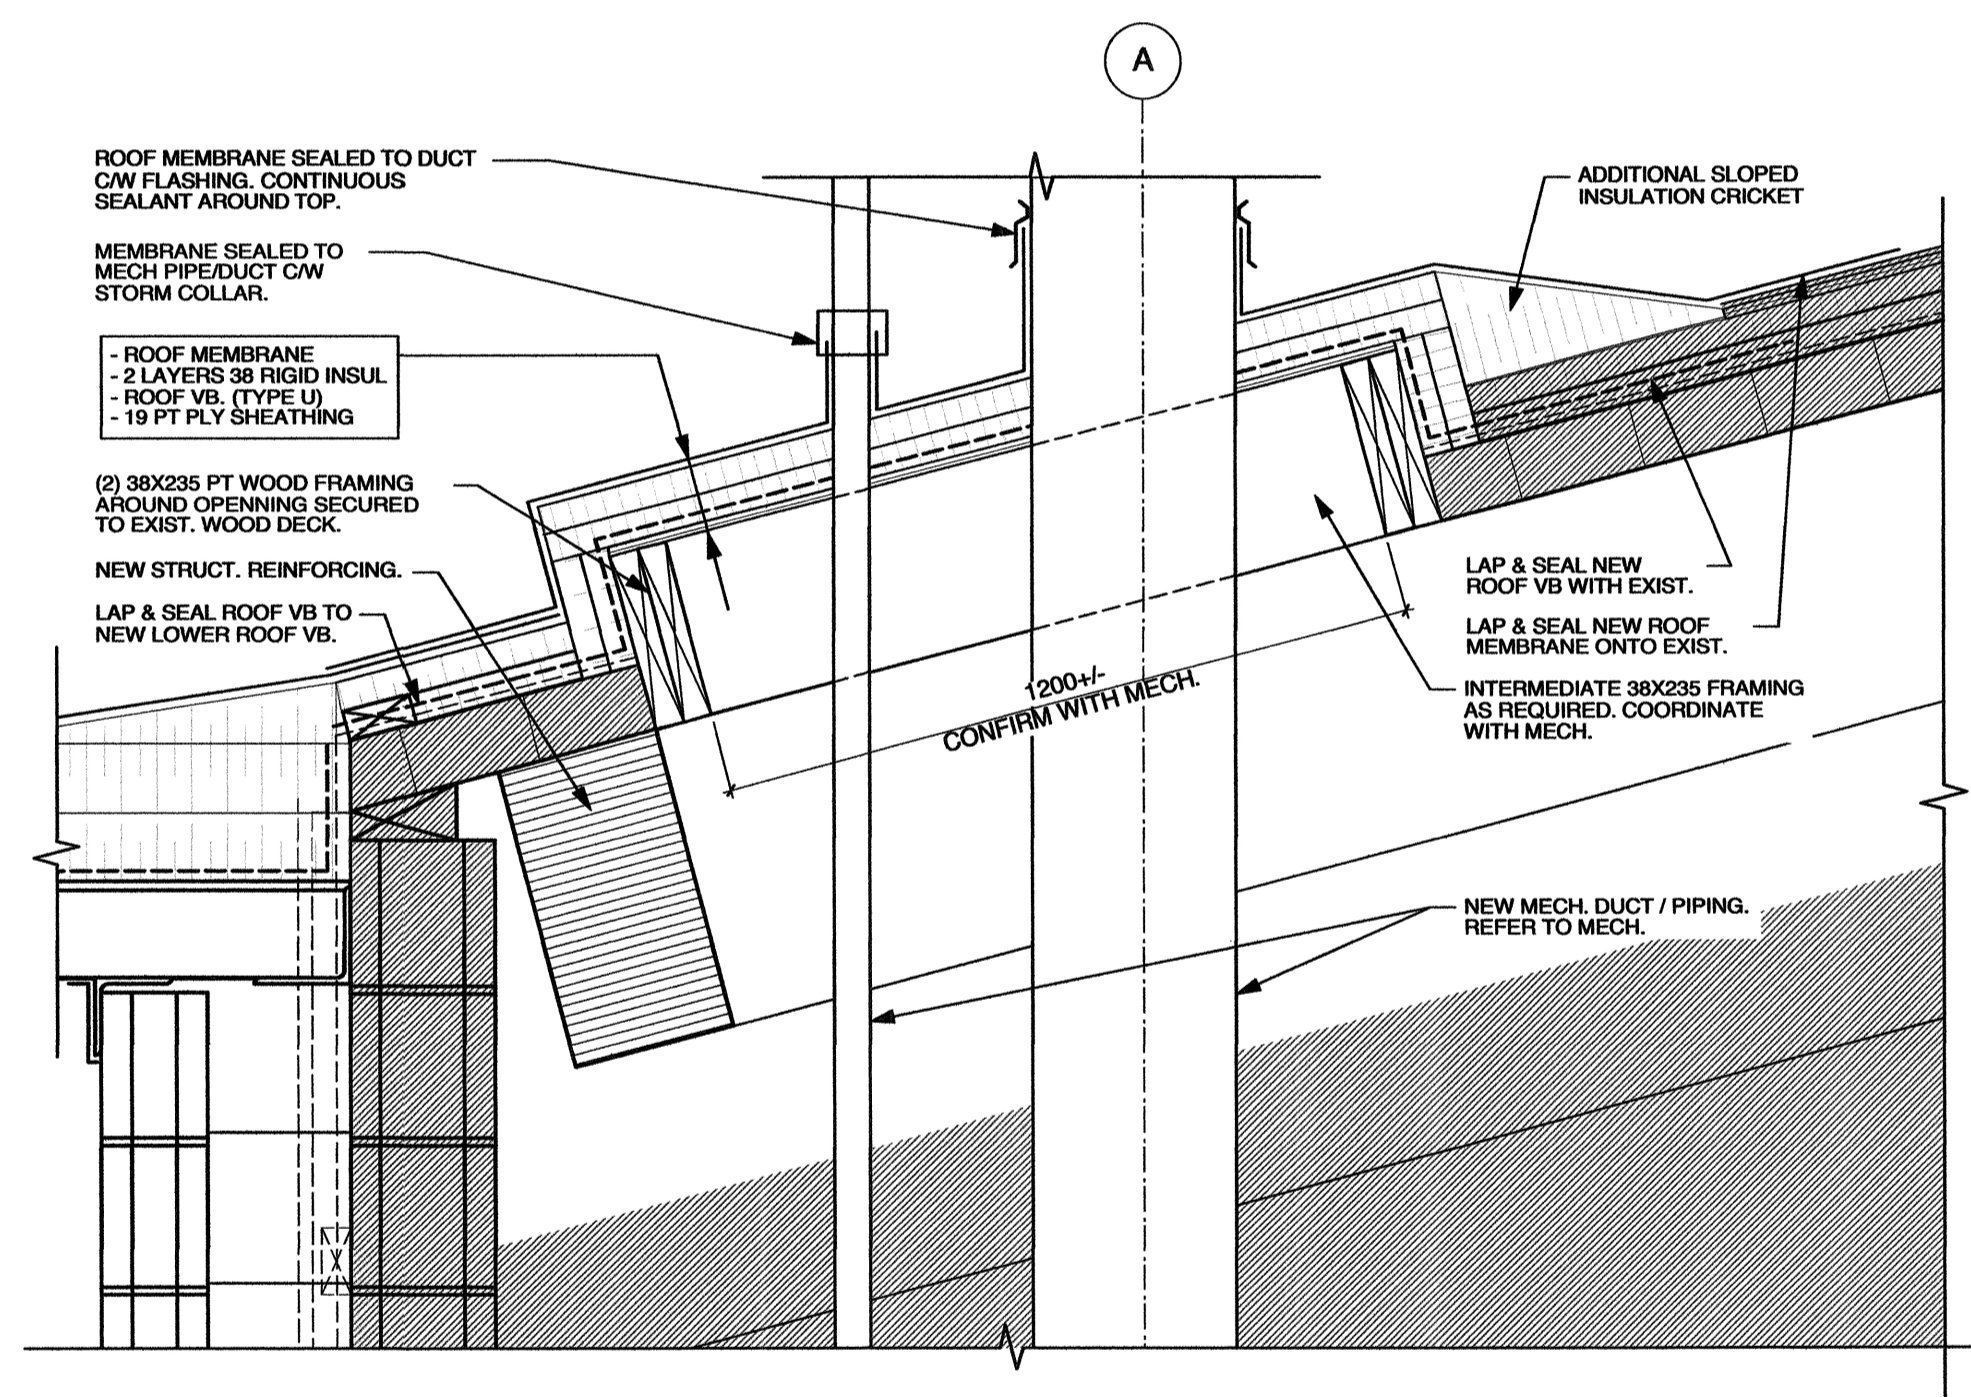 A
ROOF MEMBRANE SEALED TO DUCT
C/W FLASHING. CONTINUOUS
SEALANT AROUND TOP.
MEMBRANE SEALED TO
MECH PIPE/DUCT C/W
STORM COLLAR.
- ROOF MEMBRANE
- 2 LAYERS 38 RIGID INSUL
- ROOF VB. (TYPE U)
- 19 PT PLY SHEATHING
(2) 38X235 PT WOOD FRAMING
AROUND OPENNING SECURED
TO EXIST. WOOD DECK.
NEW STRUCT. REINFORCING.
LAP & SEAL ROOF VB TO
NEW LOWER ROOF VB.
1200+/-
CONFIRM WITH MECH.
ADDITIONAL SLOPED
INSULATION CRICKET
LAP & SEAL NEW
ROOF VB WITH EXIST.
LAP & SEAL NEW ROOF
MEMBRANE ONTO EXIST.
INTERMEDIATE 38X235 FRAMING
AS REQUIRED. COORDINATE
WITH MECH.
NEW MECH. DUCT / PIPING.
REFER TO MECH.